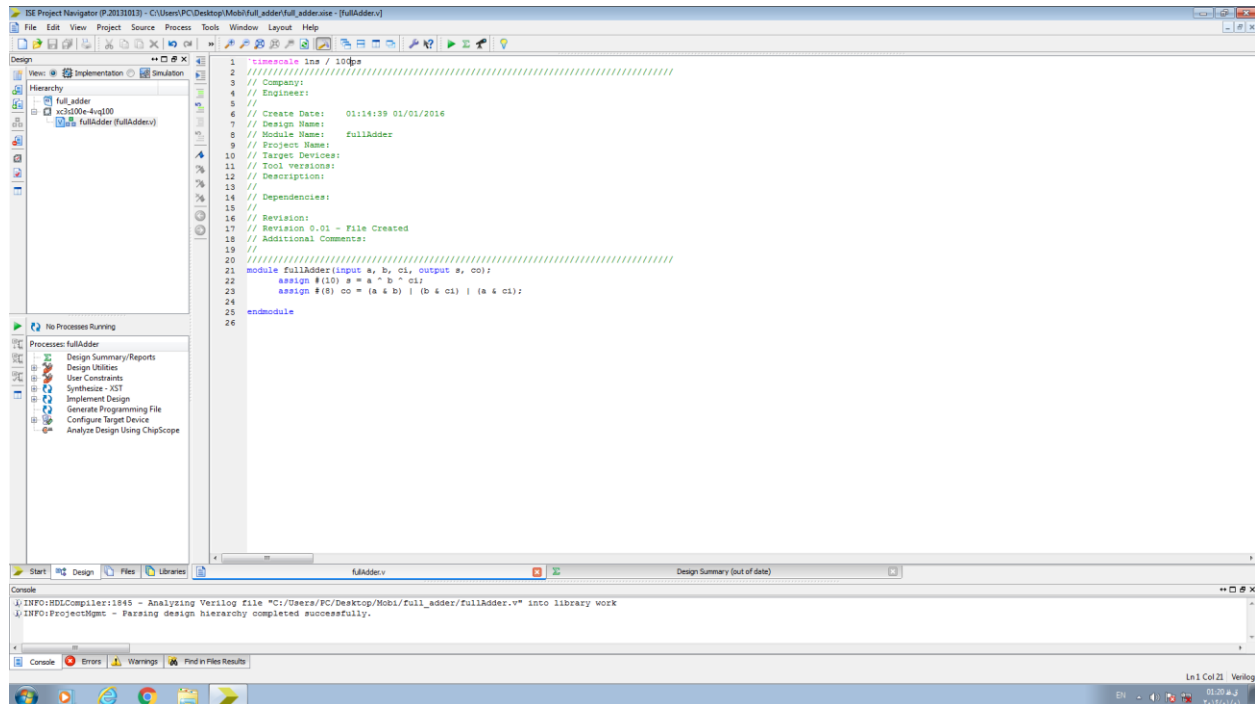 ISE Project Navigator (P.20131013) - C:\Users\PC\Desktop\Mobi\full_adder\full_adder.xise - [fullAdder.v]
File Edit View Project Source Process Tools Window Layout Help
Design
View: Implementation Simulation
Hierarchy
full_adder
xc3s100e-4vq100
fullAdder (fullAdder.v)
No Processes Running
Processes: fullAdder
Design Summary/Reports
Design Utilities
User Constraints
Synthesize - XST
Implement Design
Generate Programming File
Configure Target Device
Analyze Design Using ChipScope
Start Design Files Libraries
1 `timescale 1ns / 100ps
2 //////////////////////////////////////////////////////////////////////////////////
3 // Company:
4 // Engineer:
5 //
6 // Create Date: 01:14:39 01/01/2016
7 // Design Name:
8 // Module Name: fullAdder
9 // Project Name:
10 // Target Devices:
11 // Tool versions:
12 // Description:
13 //
14 // Dependencies:
15 //
16 // Revision:
17 // Revision 0.01 - File Created
18 // Additional Comments:
19 //
20 //////////////////////////////////////////////////////////////////////////////////
21 module fullAdder(input a, b, ci, output s, co);
22 assign #(10) s = a ^ b ^ ci;
23 assign #(8) co = (a & b) | (b & ci) | (a & ci);
24
25 endmodule
26
fullAdder.v Design Summary (out of date)
Console
INFO:HDLCompiler:1845 - Analyzing Verilog file "C:/Users/PC/Desktop/Mobi/full_adder/fullAdder.v" into library work
INFO:ProjectMgmt - Parsing design hierarchy completed successfully.
Console Errors Warnings Find in Files Results
Ln 1 Col 21 Verilog
EN 01:20 ق.ظ